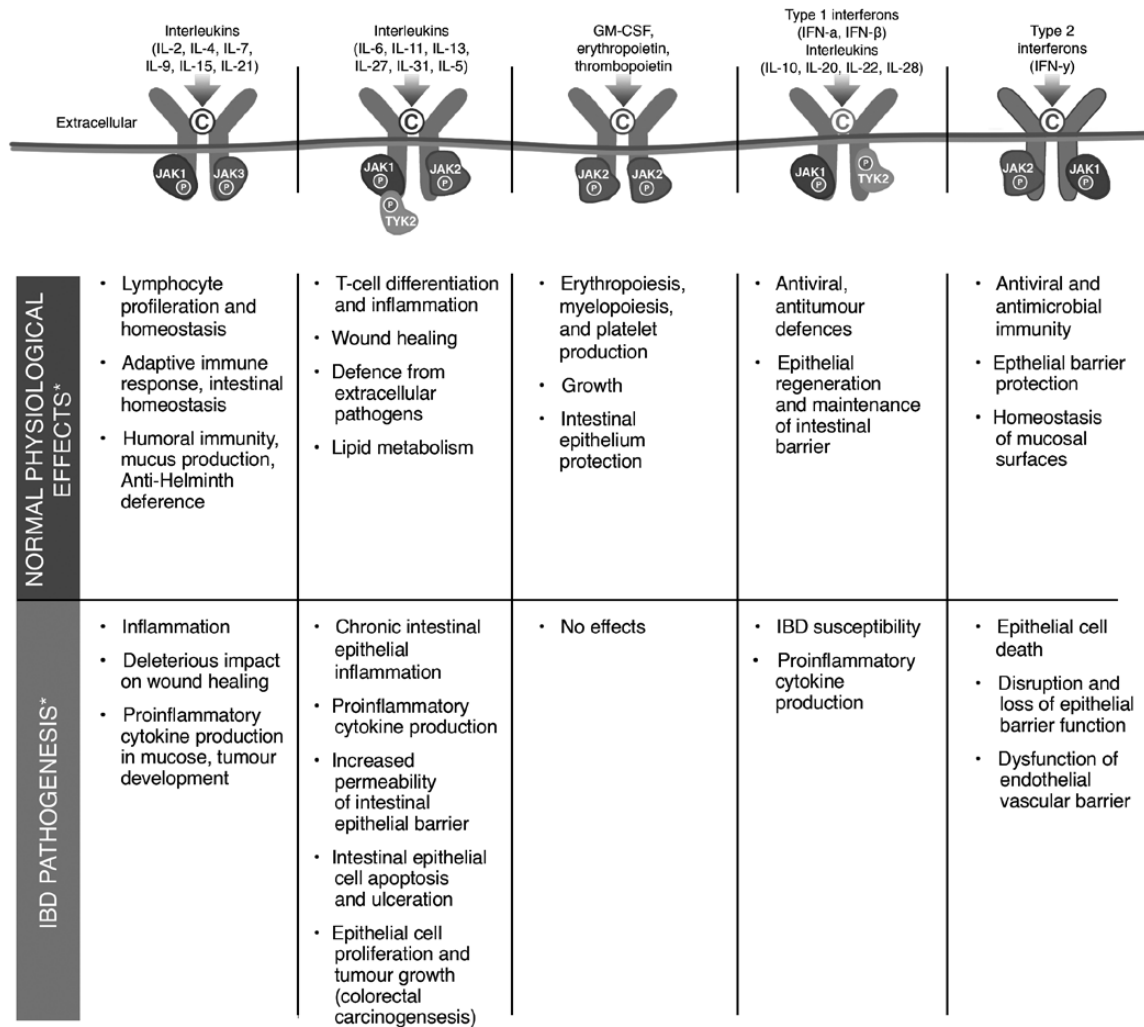 Interleukins
(IL-2, IL-4, IL-7,
IL-9, IL-15, IL-21)
Interleukins
(IL-6, IL-11, IL-13,
IL-27, IL-31, IL-5)
GM-CSF,
erythropoietin,
thrombopoietin
Type 1 interferons
(IFN-a, IFN-β)
Interleukins
(IL-10, IL-20, IL-22, IL-28)
Type 2
interferons
(IFN-y)
Extracellular
C
C
C
C
C
JAK1
P
JAK3
P
JAK1
P
TYK2
JAK2
P
JAK2
P
JAK2
P
JAK1
P
P
TYK2
JAK2
P
JAK1
P
NORMAL PHYSIOLOGICAL
EFFECTS*
• Lymphocyte
profileration and
homeostasis
• Adaptive immune
response, intestinal
homeostasis
• Humoral immunity,
mucus production,
Anti-Helminth
deference
• T-cell differentiation
and inflammation
• Wound healing
• Defence from
extracellular
pathogens
• Lipid metabolism
• Erythropoiesis,
myelopoiesis,
and platelet
production
• Growth
• Intestinal
epithelium
protection
• Antiviral,
antitumour
defences
• Epithelial
regeneration
and maintenance
of intestinal
barrier
• Antiviral and
antimicrobial
immunity
• Epthelial barrier
protection
• Homeostasis
of mucosal
surfaces
IBD PATHOGENESIS*
• Inflammation
• Deleterious impact
on wound healing
• Proinflammatory
cytokine production
in mucose, tumour
development
• Chronic intestinal
epithelial
inflammation
• Proinflammatory
cytokine production
• Increased
permeability
of intestinal
epithelial barrier
• Intestinal epithelial
cell apoptosis
and ulceration
• Epithelial cell
proliferation and
tumour growth
(colorectal
carcinogensesis)
• No effects
• IBD susceptibility
• Proinflammatory
cytokine
production
• Epithelial cell
death
• Disruption and
loss of epithelial
barrier function
• Dysfunction of
endothelial
vascular barrier